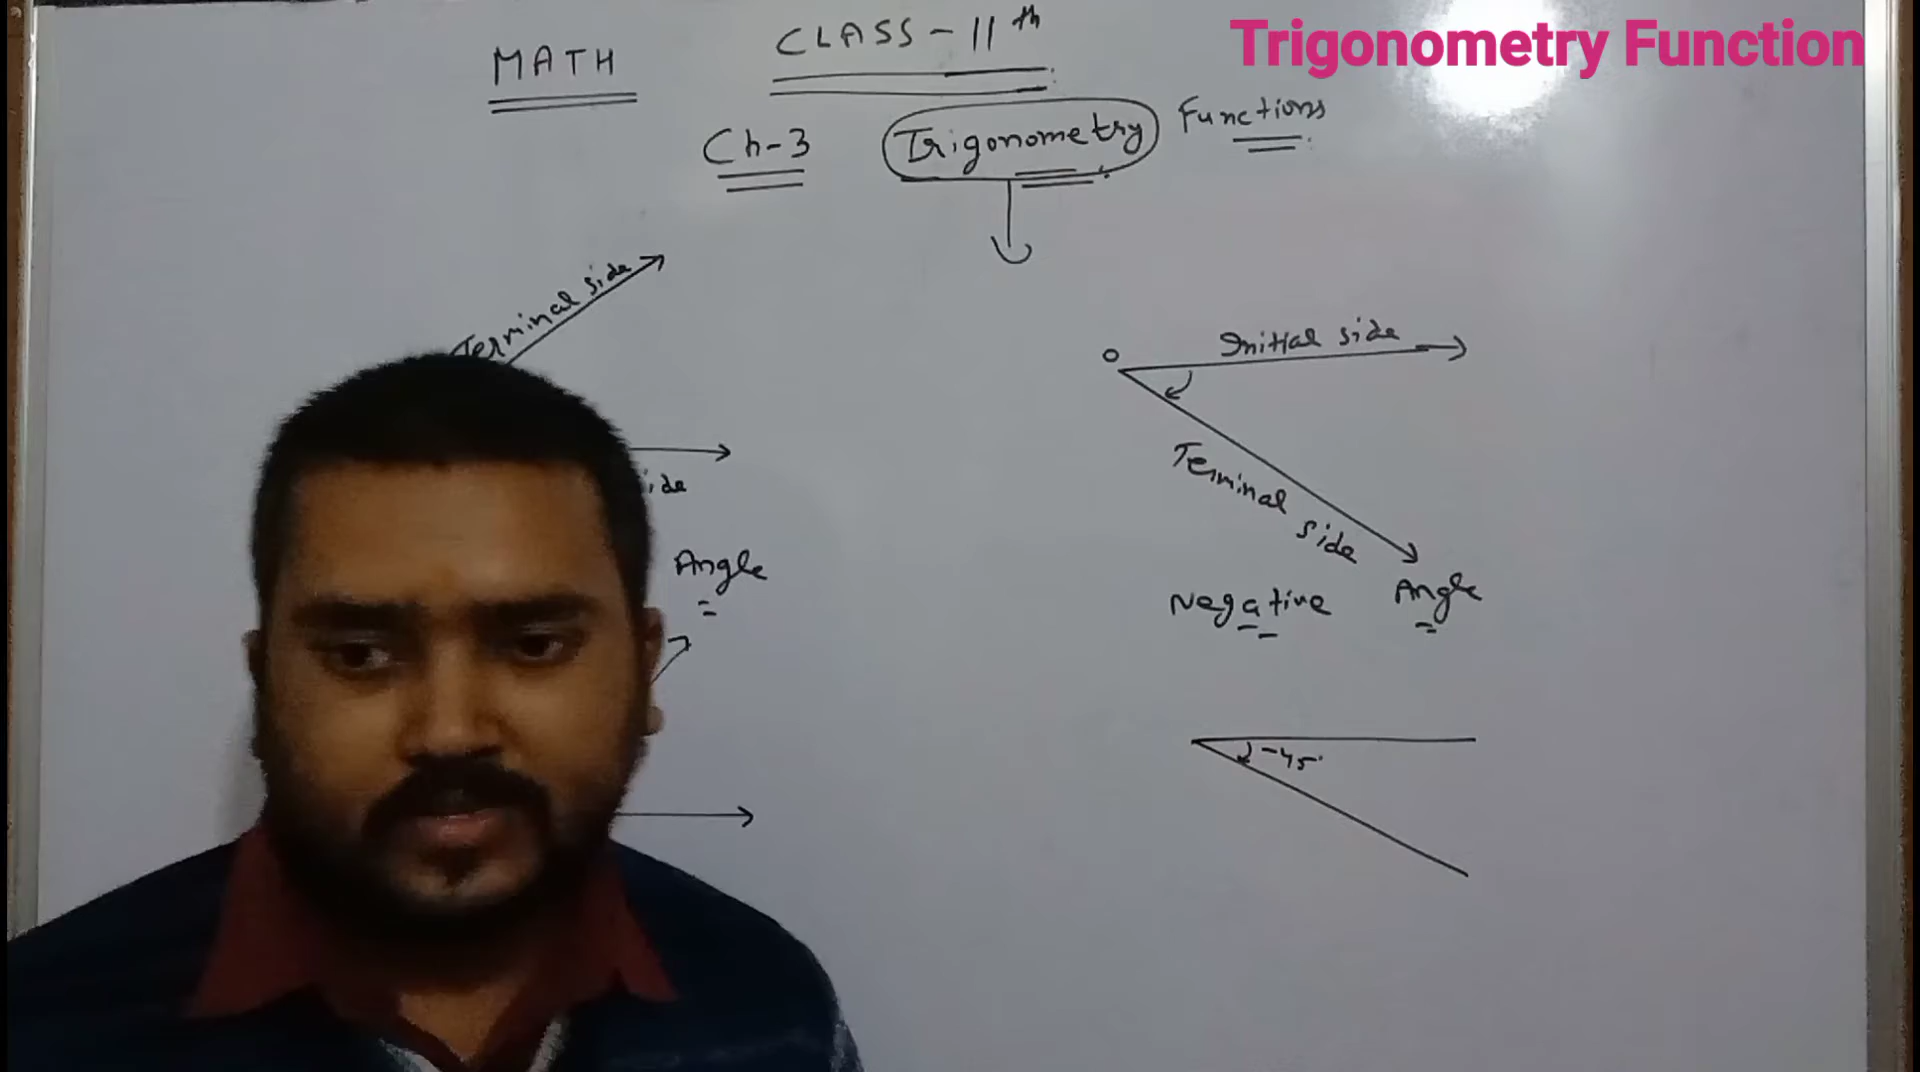 Trigonometry Function
MATH CLASS-11th
Ch-3 Trigonometry Functions
Terminal side
Initial side
O
Terminal side
Angle
Negative Angle
-45°